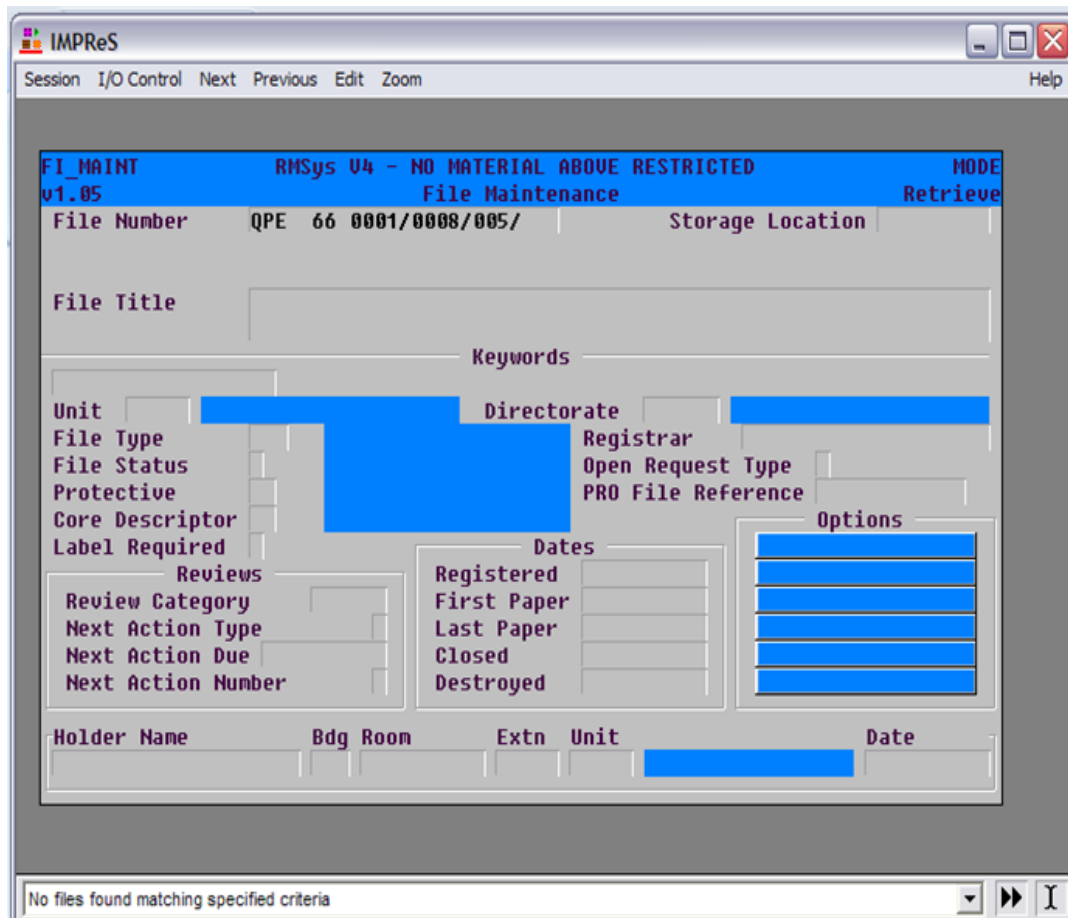 IMPReS
Session I/O Control Next Previous Edit Zoom Help
FI_MAINT RMSys V4 - NO MATERIAL ABOVE RESTRICTED MODE
v1.05 File Maintenance Retrieve
File Number QPE 66 0001/0008/005/ Storage Location
File Title
Keywords
Unit Directorate
File Type Registrar
File Status Open Request Type
Protective PRO File Reference
Core Descriptor Options
Label Required Dates
Reviews Registered
Review Category First Paper
Next Action Type Last Paper
Next Action Due Closed
Next Action Number Destroyed
Holder Name Bdg Room Extn Unit Date
No files found matching specified criteria